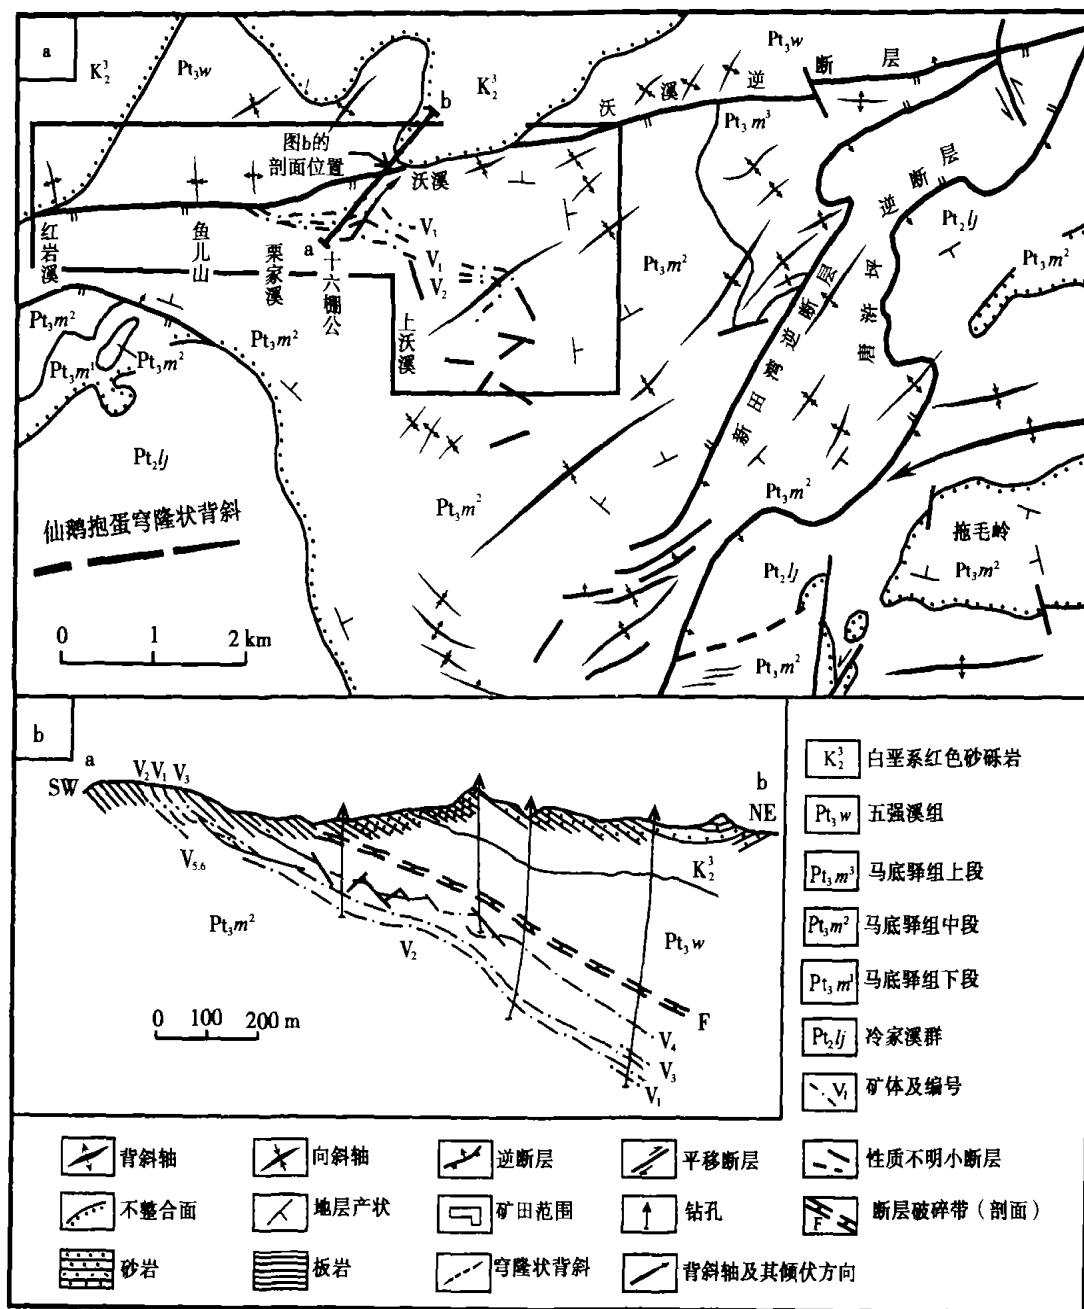 a
K₂³
Pt₃w
K₂³
b
Pt₃w
沃溪逆断层
Pt₃m³
图b的
剖面位置
沃溪
唐浒坪逆断层
Pt₂lj
红岩溪
鱼儿山
栗家溪
a
十六棚公
V₃
V₁
V₂
上沃溪
Pt₃m²
Pt₃m²
新田湾逆断层
Pt₃m²
Pt₃m²
Pt₃m¹
Pt₃m²
Pt₂lj
Pt₃m²
Pt₃m²
仙鹅抱蛋穹隆状背斜
拖毛岭
Pt₃m²
Pt₂lj
Pt₃m²
0 1 2 km
b
a
SW
V₂ V₁ V₃
b
NE
V₅.₆
K₂³
Pt₃m²
V₂
Pt₃w
0 100 200 m
F
V₄
V₃
V₁
K₂³ 白垩系红色砂砾岩
Pt₃w 五强溪组
Pt₃m³ 马底驿组上段
Pt₃m² 马底驿组中段
Pt₃m¹ 马底驿组下段
Pt₂lj 冷家溪群
V₁ 矿体及编号
背斜轴 向斜轴 逆断层 平移断层 性质不明小断层
不整合面 地层产状 矿田范围 钻孔 F 断层破碎带（剖面）
砂岩 板岩 穹隆状背斜 背斜轴及其倾伏方向